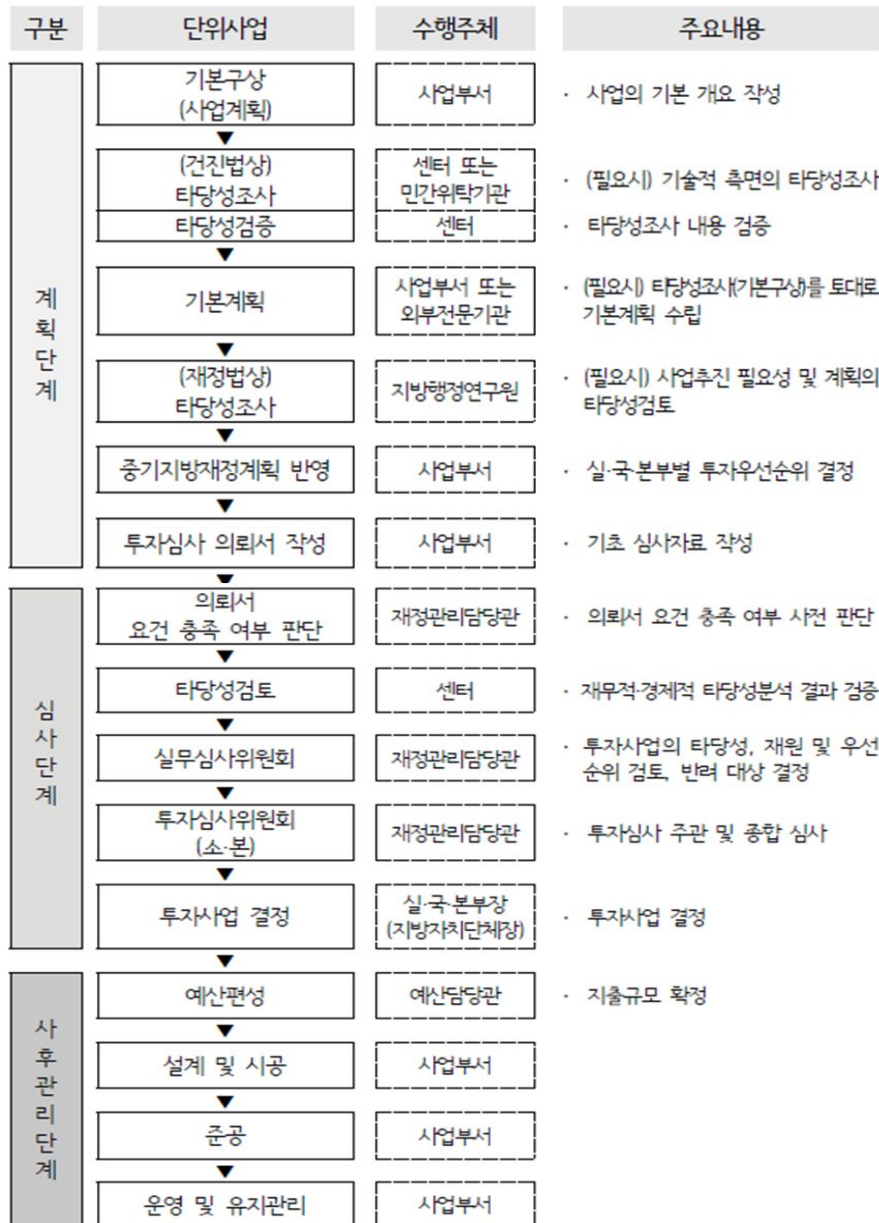 구분 단위사업 수행주체 주요내용
계획단계
기본구상
(사업계획)
사업부서
· 사업의 기본 개요 작성
▼
(건진법상)
타당성조사
센터 또는
민간위탁기관
· (필요시) 기술적 측면의 타당성조사
타당성검증
센터
· 타당성조사 내용 검증
▼
기본계획
사업부서 또는
외부전문기관
· (필요시) 타당성조사(기본구상)를 토대로
기본계획 수립
▼
(재정법상)
타당성조사
지방행정연구원
· (필요시) 사업추진 필요성 및 계획의
타당성검토
▼
중기지방재정계획 반영
사업부서
· 실·국·본부별 투자우선순위 결정
▼
투자심사 의뢰서 작성
사업부서
· 기초 심사자료 작성
▼
심사단계
의뢰서
요건 충족 여부 판단
재정관리담당관
· 의뢰서 요건 충족 여부 사전 판단
▼
타당성검토
센터
· 재무적·경제적 타당성분석 결과 검증
▼
실무심사위원회
재정관리담당관
· 투자사업의 타당성, 재원 및 우선
순위 검토, 반려 대상 결정
▼
투자심사위원회
(소·본)
재정관리담당관
· 투자심사 주관 및 종합 심사
▼
투자사업 결정
실·국·본부장
(지방자치단체장)
· 투자사업 결정
▼
사후관리단계
예산편성
예산담당관
· 지출규모 확정
▼
설계 및 시공
사업부서
▼
준공
사업부서
▼
운영 및 유지관리
사업부서